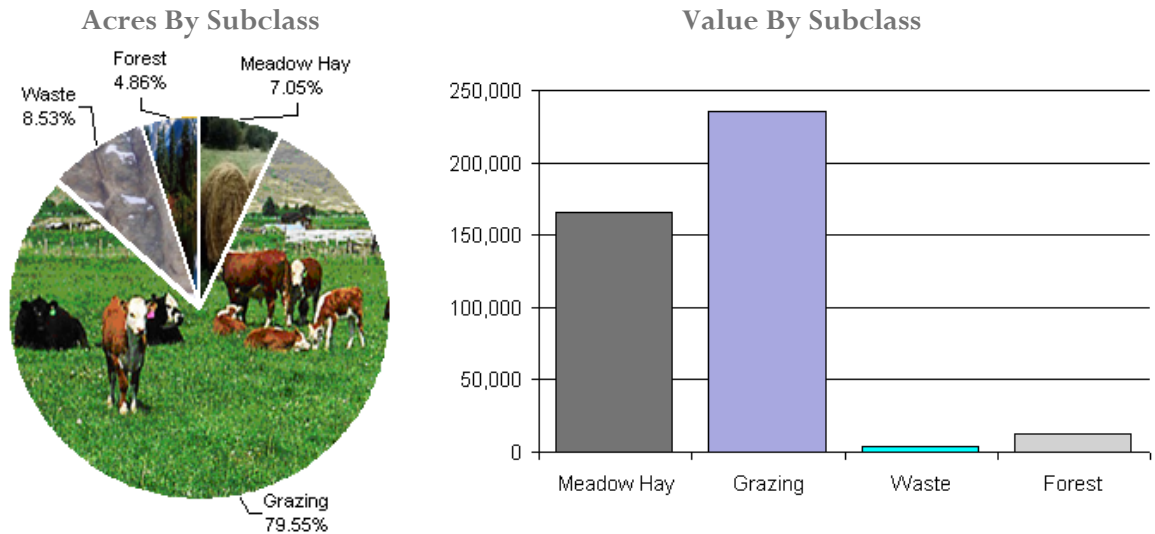 Acres By Subclass
Forest
4.86%
Meadow Hay
7.05%
Waste
8.53%
Grazing
79.55%
Value By Subclass
250,000
200,000
150,000
100,000
50,000
0
Meadow Hay Grazing Waste Forest